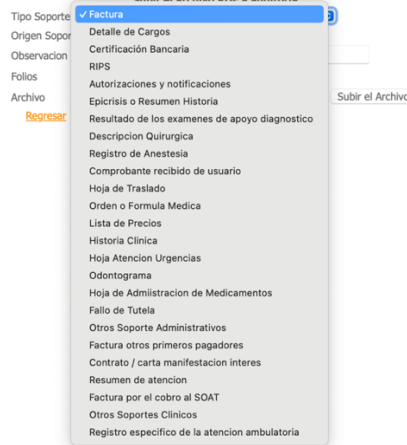 Tipo Soporte
✓ Factura
Detalle de Cargos
Origen Sopor
Certificación Bancaria
Observacion
RIPS
Folios
Autorizaciones y notificaciones
Archivo
Epicrisis o Resumen Historia
Subir el Archivo
Regresar
Resultado de los examenes de apoyo diagnostico
Descripcion Quirurgica
Registro de Anestesia
Comprobante recibido de usuario
Hoja de Traslado
Orden o Formula Medica
Lista de Precios
Historia Clinica
Hoja Atencion Urgencias
Odontograma
Hoja de Admiistracion de Medicamentos
Fallo de Tutela
Otros Soporte Administrativos
Factura otros primeros pagadores
Contrato / carta manifestacion interes
Resumen de atencion
Factura por el cobro al SOAT
Otros Soportes Clinicos
Registro especifico de la atencion ambulatoria